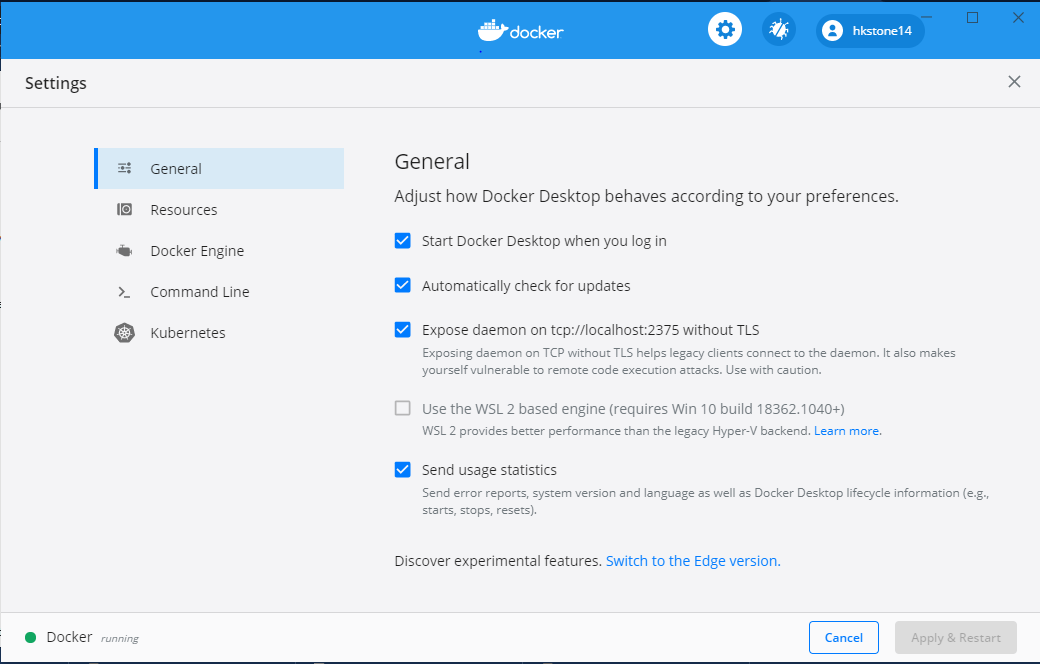 docker
hkstone14
Settings
General
Resources
Docker Engine
Command Line
Kubernetes
General
Adjust how Docker Desktop behaves according to your preferences.
Start Docker Desktop when you log in
Automatically check for updates
Expose daemon on tcp://localhost:2375 without TLS
Exposing daemon on TCP without TLS helps legacy clients connect to the daemon. It also makes
yourself vulnerable to remote code execution attacks. Use with caution.
Use the WSL 2 based engine (requires Win 10 build 18362.1040+)
WSL 2 provides better performance than the legacy Hyper-V backend. Learn more.
Send usage statistics
Send error reports, system version and language as well as Docker Desktop lifecycle information (e.g.,
starts, stops, resets).
Discover experimental features. Switch to the Edge version.
Docker running
Cancel
Apply & Restart